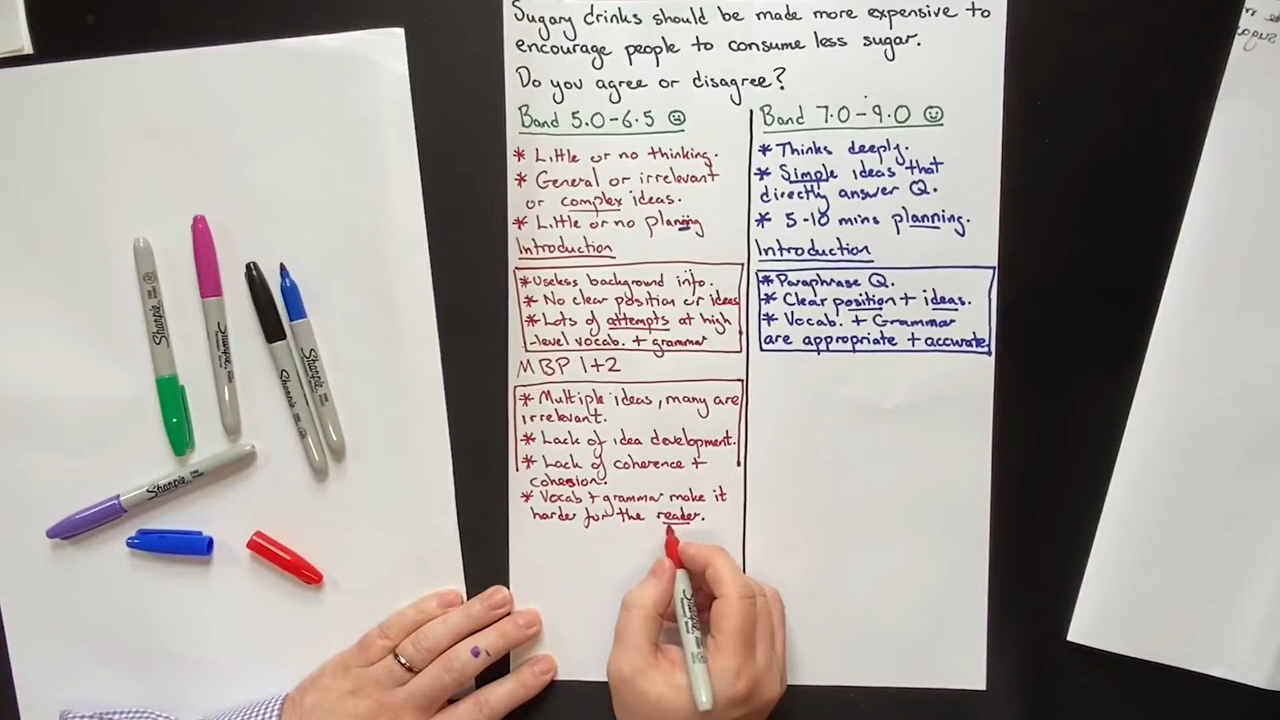 Sugary drinks should be made more expensive to
encourage people to consume less sugar.
Do you agree or disagree?
Band 5.0-6.5 ☹
* Little or no thinking.
* General or irrelevant
or complex ideas.
* Little or no planning
Introduction
* Useless background info.
* No clear position or ideas
* Lots of attempts at high
-level vocab. + grammar
MBP 1+2
* Multiple ideas, many are
irrelevant.
* Lack of idea development.
* Lack of coherence +
cohesion.
* Vocab + grammar make it
harder for the reader.
Band 7.0-9.0 ☺
* Thinks deeply.
* Simple ideas that
directly answer Q.
* 5-10 mins planning.
Introduction
* Paraphrase Q.
* Clear position + ideas.
* Vocab. + Grammar
are appropriate + accurate
Sharpie
Sharpie
Sharpie
Sharpie
Sharpie
Sharpie